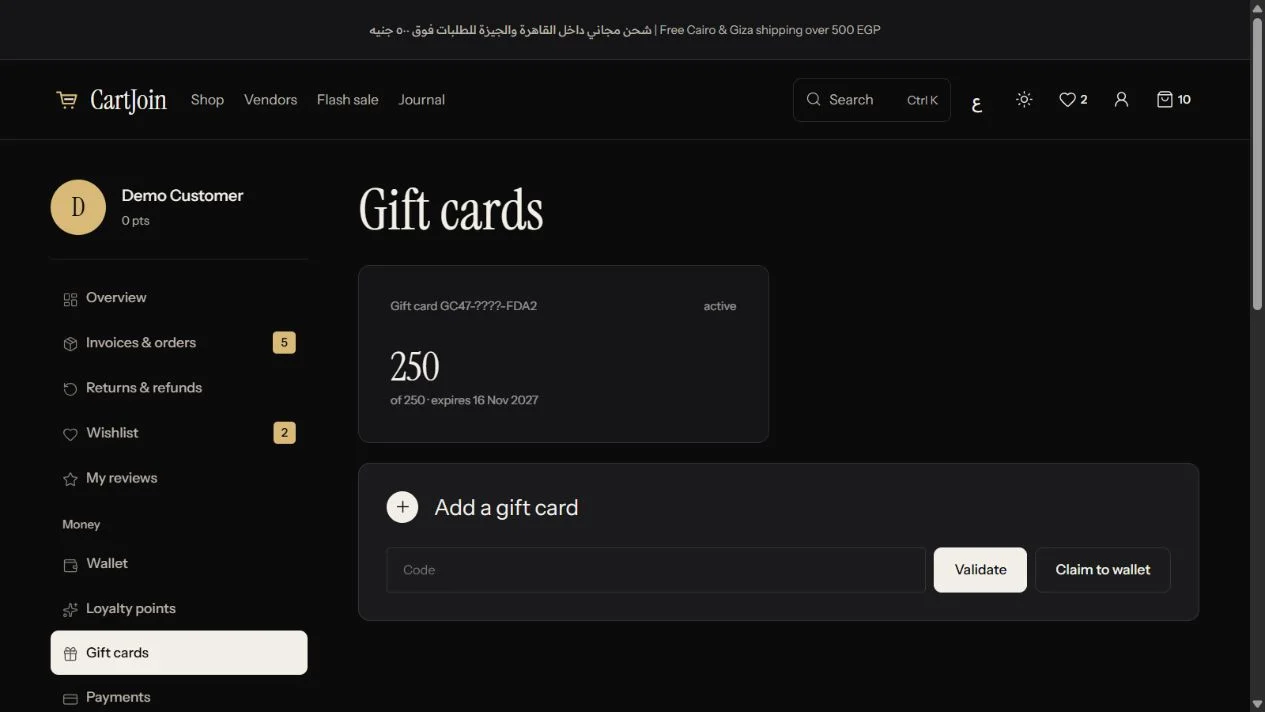 شحن مجاني داخل القاهرة والجيزة للطلبات فوق ٥٠٠ جنيه | Free Cairo & Giza shipping over 500 EGP
CartJoin
Shop
Vendors
Flash sale
Journal
Search
Ctrl K
ع
2
10
D
Demo Customer
0 pts
Overview
Invoices & orders
5
Returns & refunds
Wishlist
2
My reviews
Money
Wallet
Loyalty points
Gift cards
Payments
Gift cards
Gift card GC47-????-FDA2
active
250
of 250 · expires 16 Nov 2027
Add a gift card
Code
Validate
Claim to wallet